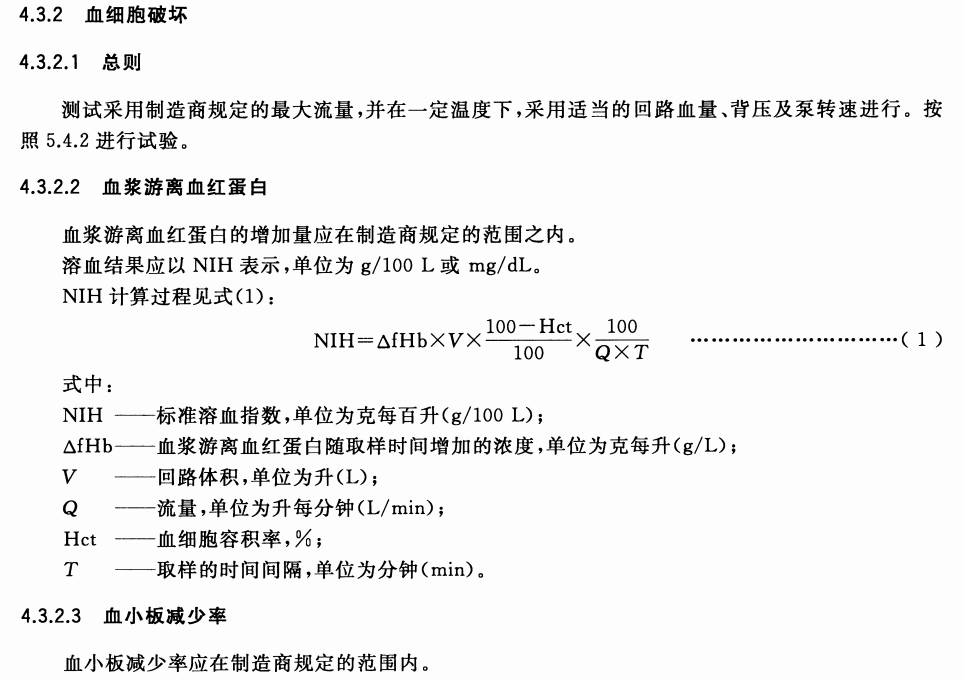 4.3.2 血细胞破坏
4.3.2.1 总则
测试采用制造商规定的最大流量,并在一定温度下,采用适当的回路血量、背压及泵转速进行。按
照 5.4.2 进行试验。
4.3.2.2 血浆游离血红蛋白
血浆游离血红蛋白的增加量应在制造商规定的范围之内。
溶血结果应以 NIH 表示,单位为 g/100 L 或 mg/dL。
NIH 计算过程见式(1):
NIH=ΔfHb×V×\frac{100-Hct}{100}×\frac{100}{Q×T} ……………………………( 1 )
式中:
NIH ——标准溶血指数,单位为克每百升(g/100 L);
ΔfHb——血浆游离血红蛋白随取样时间增加的浓度,单位为克每升(g/L);
V ——回路体积,单位为升(L);
Q ——流量,单位为升每分钟(L/min);
Hct ——血细胞容积率,%;
T ——取样的时间间隔,单位为分钟(min)。
4.3.2.3 血小板减少率
血小板减少率应在制造商规定的范围内。